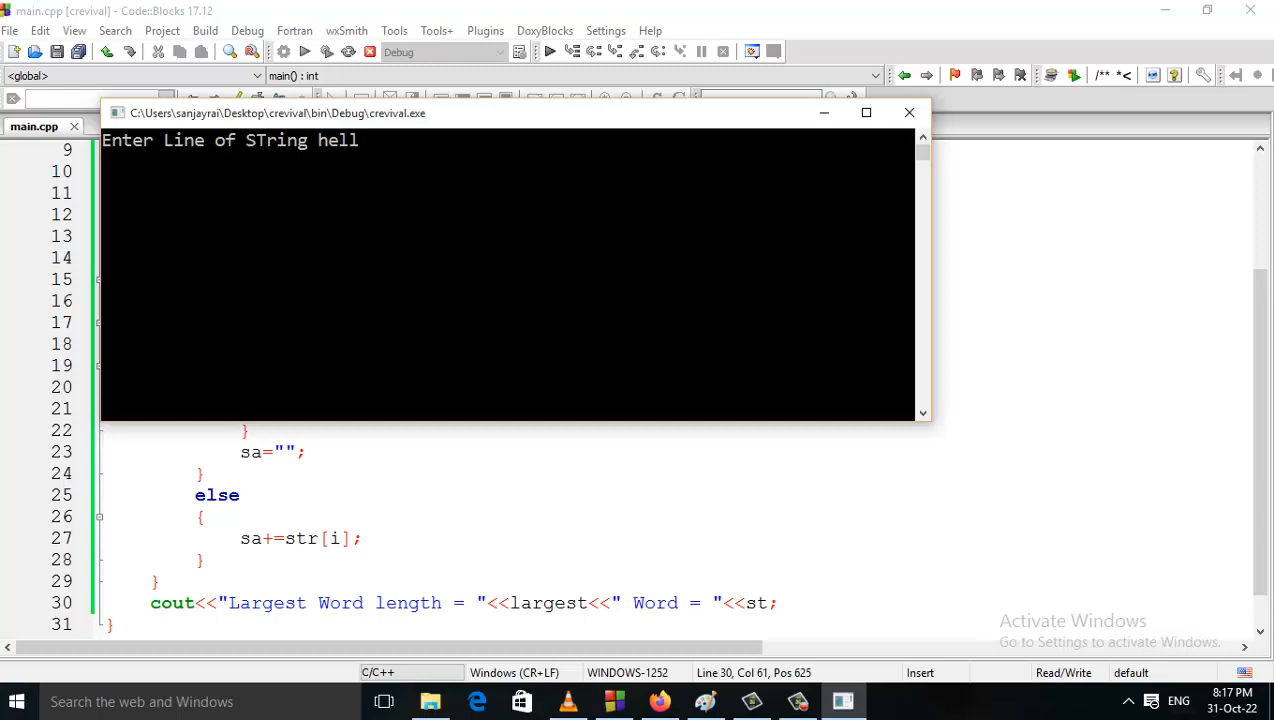 main.cpp [crevival] - Code::Blocks 17.12
File Edit View Search Project Build Debug Fortran wxSmith Tools Tools+ Plugins DoxyBlocks Settings Help
Debug
<global> main() : int /** *<
C:\Users\sanjayrai\Desktop\crevival\bin\Debug\crevival.exe
main.cpp
Enter Line of STring hell
9
10
11
12
13
14
15
16
17
18
19
20
21
22 }
23 sa="";
24 }
25 else
26 {
27 sa+=str[i];
28 }
29 }
30 cout<<"Largest Word length = "<<largest<<" Word = "<<st;
31 }
Activate Windows
Go to Settings to activate Windows.
C/C++ Windows (CR+LF) WINDOWS-1252 Line 30, Col 61, Pos 625 Insert Read/Write default
Search the web and Windows
ENG
8:17 PM
31-Oct-22